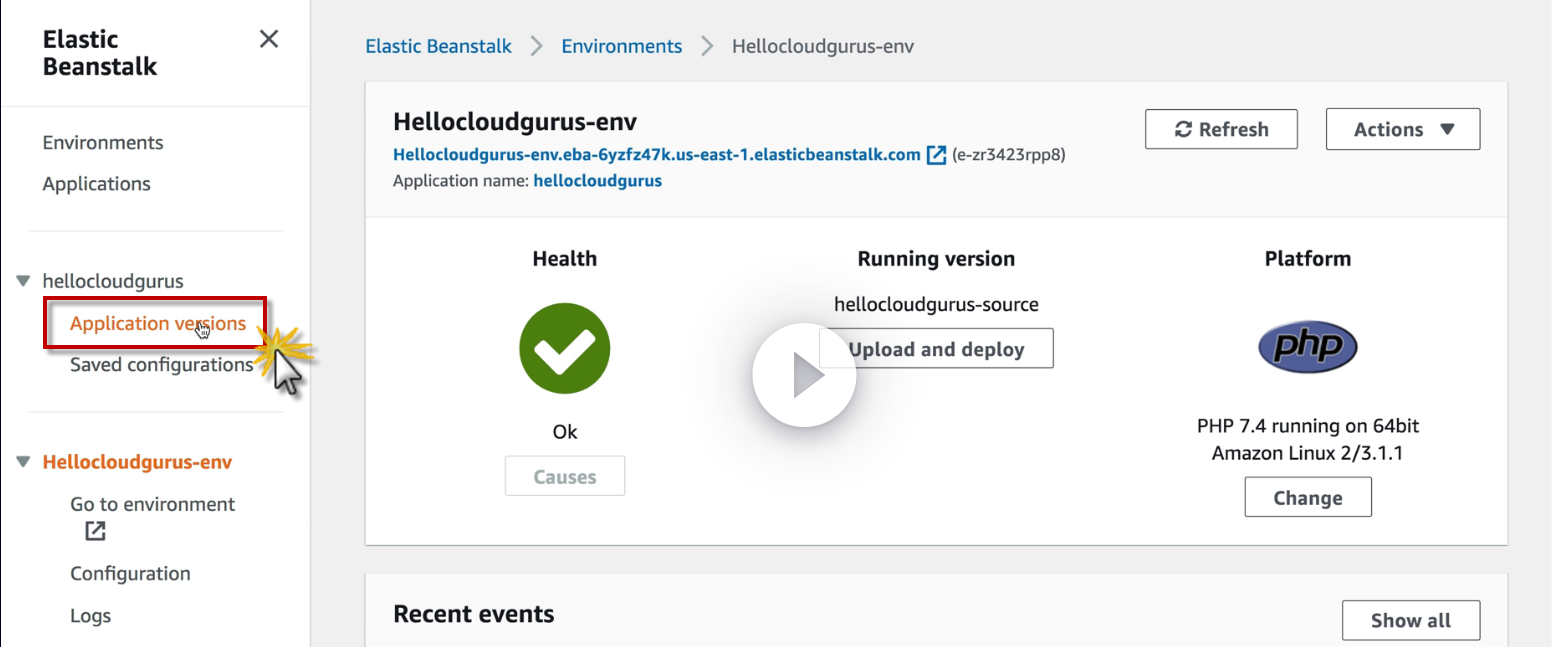 Elastic
Beanstalk
Environments
Applications
hellocloudgurus
Application versions
Saved configurations
Hellocloudgurus-env
Go to environment
Configuration
Logs
Elastic Beanstalk > Environments > Hellocloudgurus-env
Hellocloudgurus-env
Refresh
Actions
Hellocloudgurus-env.eba-6yzfz47k.us-east-1.elasticbeanstalk.com (e-zr3423rpp8)
Application name: hellocloudgurus
Health
Ok
Causes
Running version
hellocloudgurus-source
Upload and deploy
Platform
php
PHP 7.4 running on 64bit
Amazon Linux 2/3.1.1
Change
Recent events
Show all